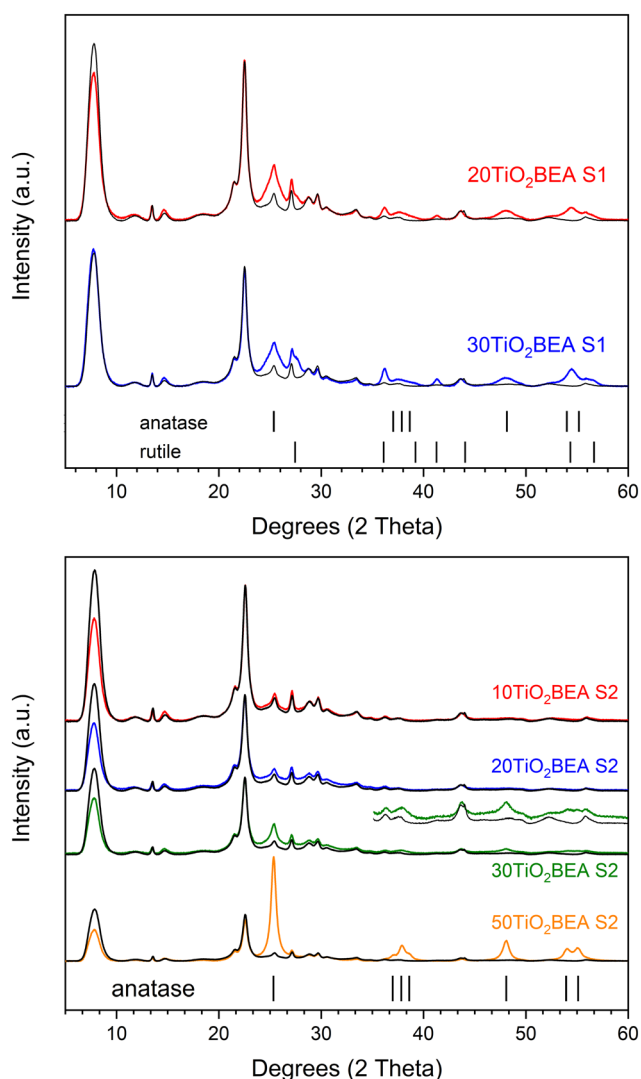 Intensity (a.u.)
20TiO₂BEA S1
30TiO₂BEA S1
anatase
rutile
10 20 30 40 50 60
Degrees (2 Theta)
Intensity (a.u.)
10TiO₂BEA S2
20TiO₂BEA S2
30TiO₂BEA S2
50TiO₂BEA S2
anatase
10 20 30 40 50 60
Degrees (2 Theta)